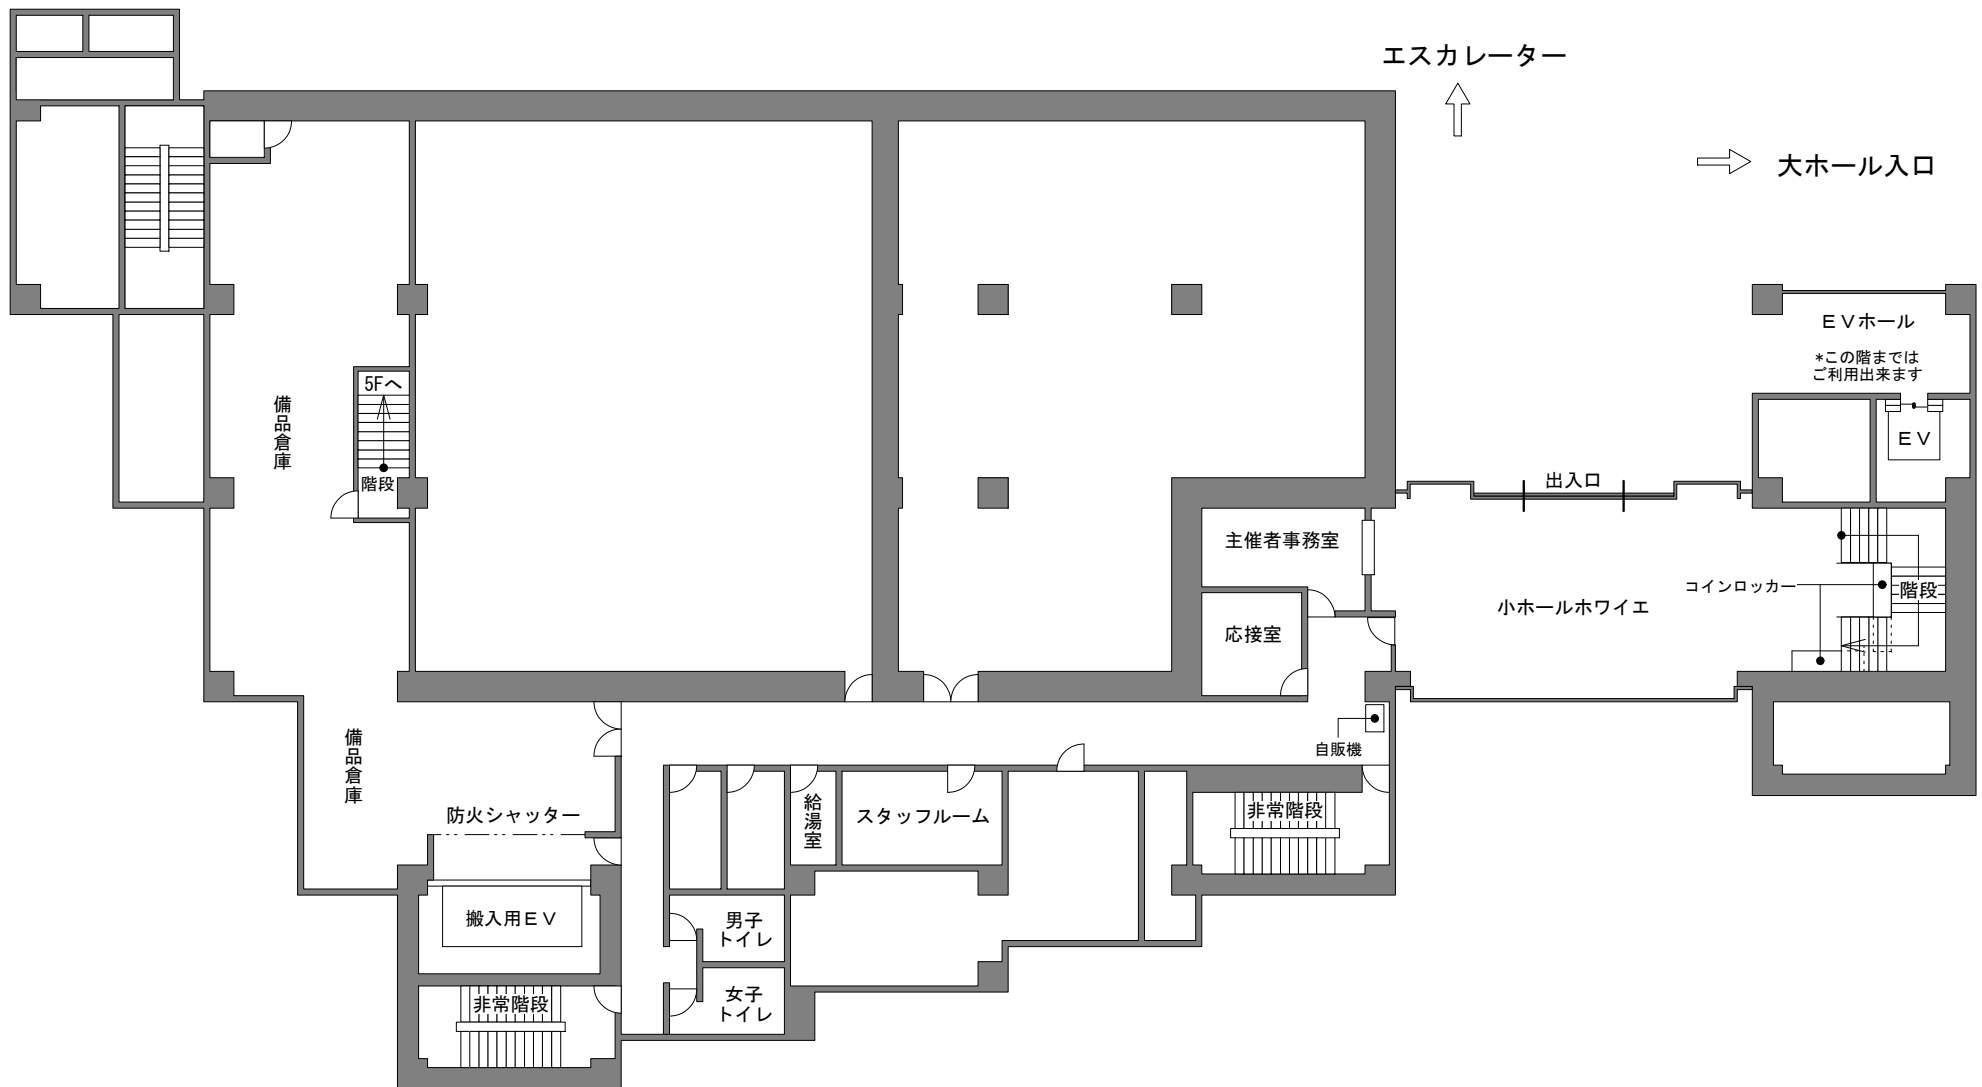 エスカレーター
大ホール入口
EVホール
*この階までは
ご利用出来ます
EV
5Fへ
階段
備品倉庫
出入口
主催者事務室
コインロッカー
階段
小ホールホワイエ
応接室
備品倉庫
自販機
防火シャッター
給湯室
スタッフルーム
非常階段
搬入用EV
男子
トイレ
非常階段
女子
トイレ